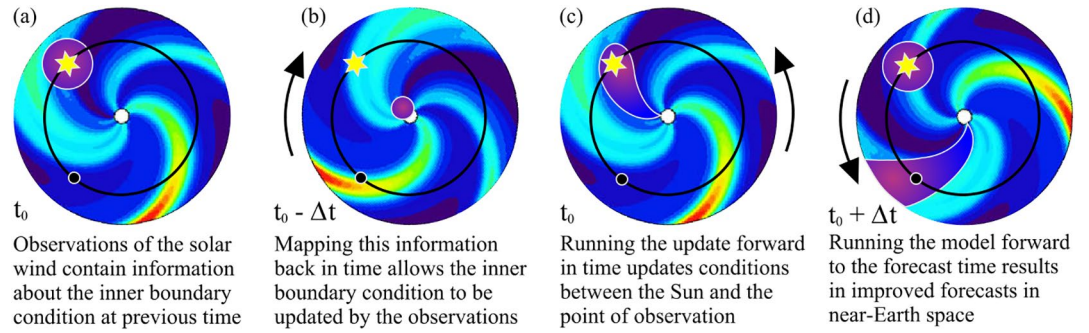 (a)
t₀
Observations of the solar
wind contain information
about the inner boundary
condition at previous time
(b)
t₀ - Δt
Mapping this information
back in time allows the inner
boundary condition to be
updated by the observations
(c)
t₀
Running the update forward
in time updates conditions
between the Sun and the
point of observation
(d)
t₀ + Δt
Running the model forward
to the forecast time results
in improved forecasts in
near-Earth space